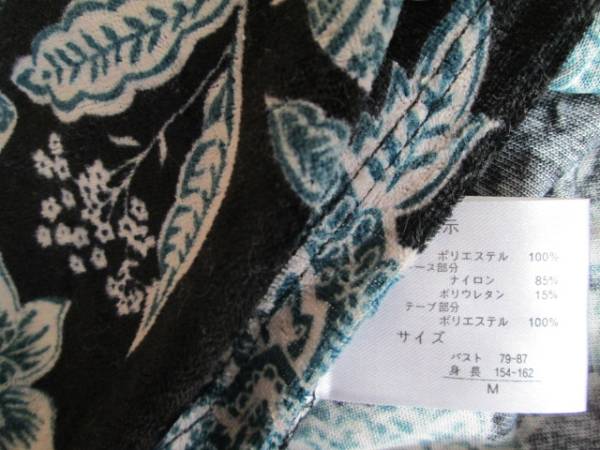 示
ポリエステル 100%
ース部分
ナイロン 85%
ポリウレタン 15%
テープ部分
ポリエステル 100%
サイズ
バスト 79-87
身長 154-162
M